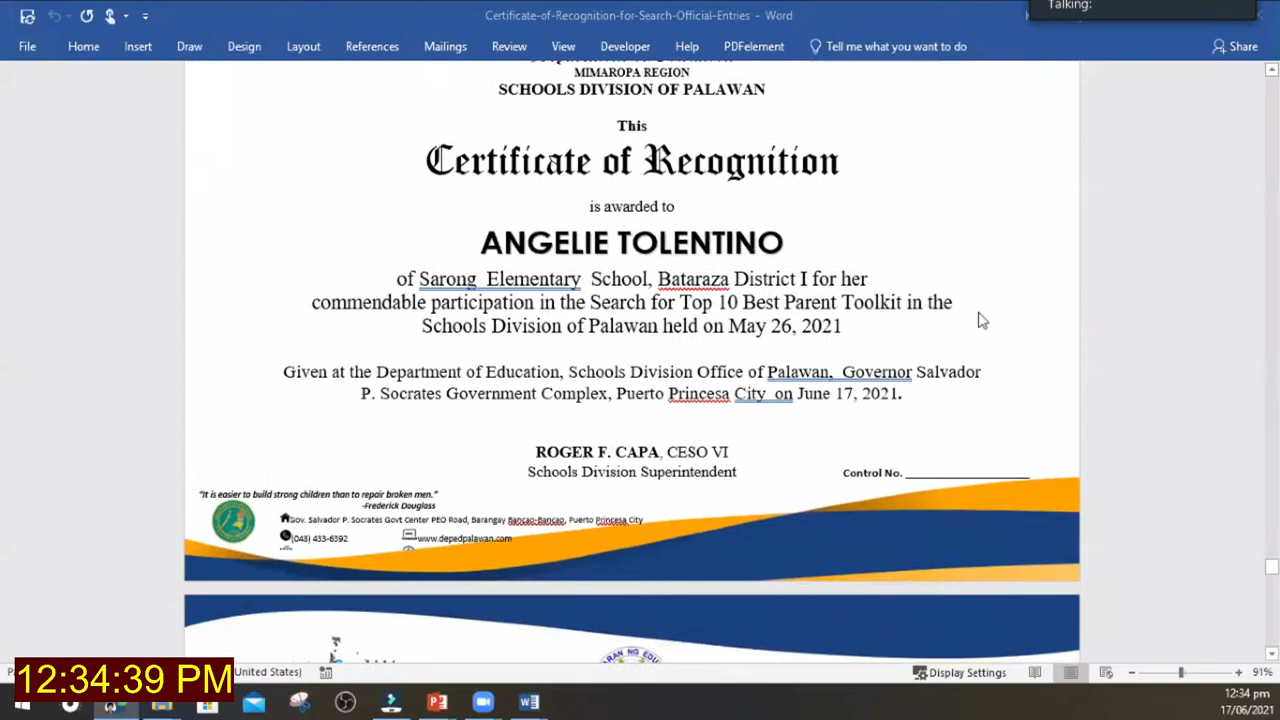 Certificate-of-Recognition-for-Search-Official-Entries - Word
Talking:
File Home Insert Draw Design Layout References Mailings Review View Developer Help PDFelement Tell me what you want to do Share
MIMAROPA REGION
SCHOOLS DIVISION OF PALAWAN
This
Certificate of Recognition
is awarded to
ANGELIE TOLENTINO
of Sarong Elementary School, Bataraza District I for her
commendable participation in the Search for Top 10 Best Parent Toolkit in the
Schools Division of Palawan held on May 26, 2021
Given at the Department of Education, Schools Division Office of Palawan, Governor Salvador
P. Socrates Government Complex, Puerto Princesa City on June 17, 2021.
ROGER F. CAPA, CESO VI
Schools Division Superintendent
Control No. _______________
"It is easier to build strong children than to repair broken men."
-Frederick Douglass
Gov. Salvador P. Socrates Govt Center PEO Road, Barangay Bancao-Bancao, Puerto Princesa City
(048) 433-6392 www.depedpalawan.com
12:34:39 PM
United States)
Display Settings
91%
12:34 pm
17/06/2021